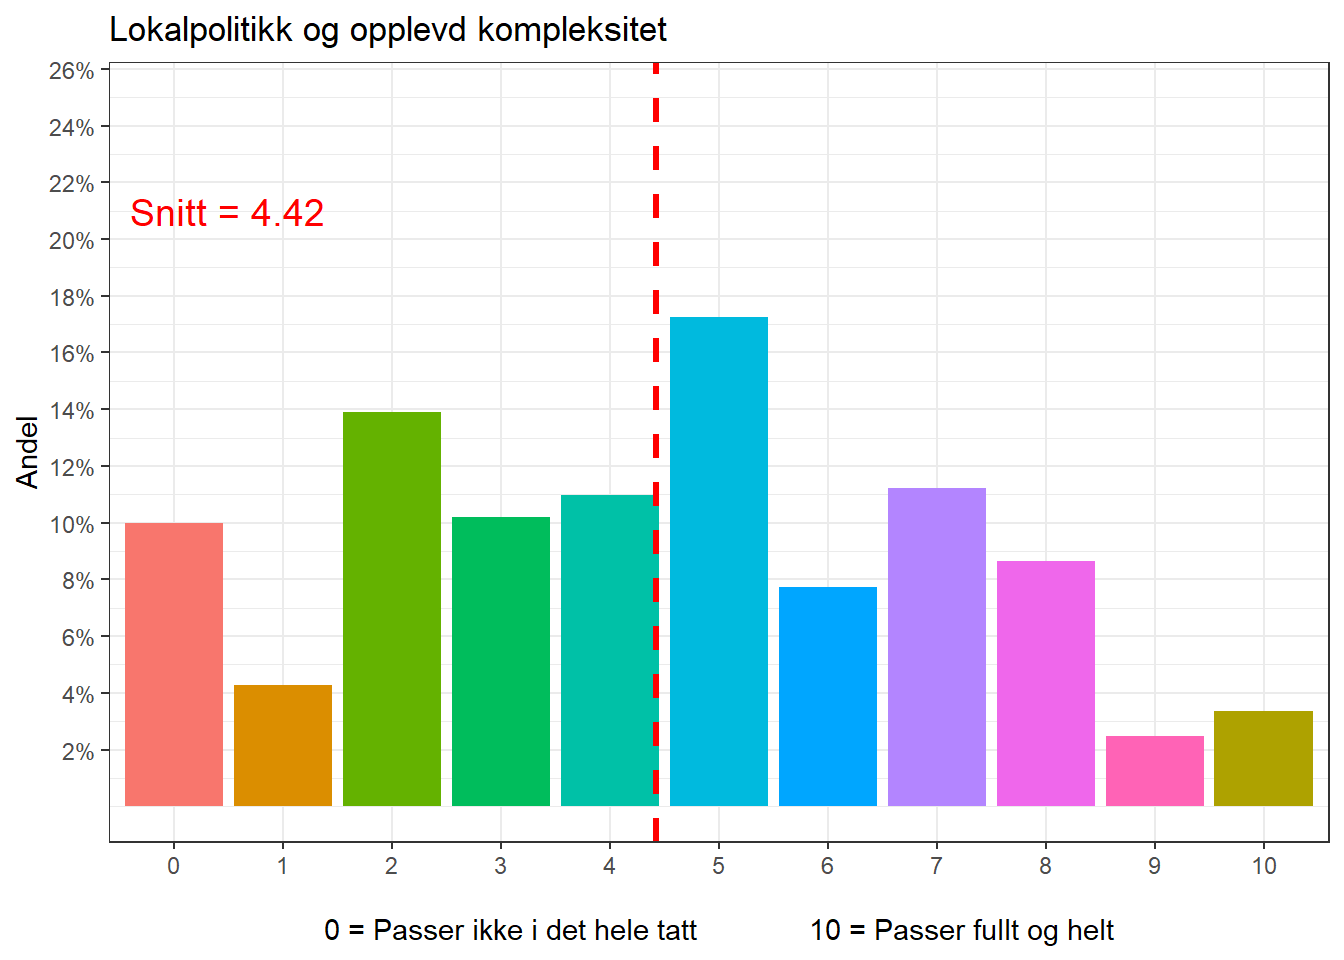 Lokalpolitikk og opplevd kompleksitet
26%
24%
22%
Snitt = 4.42
20%
18%
16%
14%
Andel
12%
10%
8%
6%
4%
2%
0 1 2 3 4 5 6 7 8 9 10
0 = Passer ikke i det hele tatt 10 = Passer fullt og helt